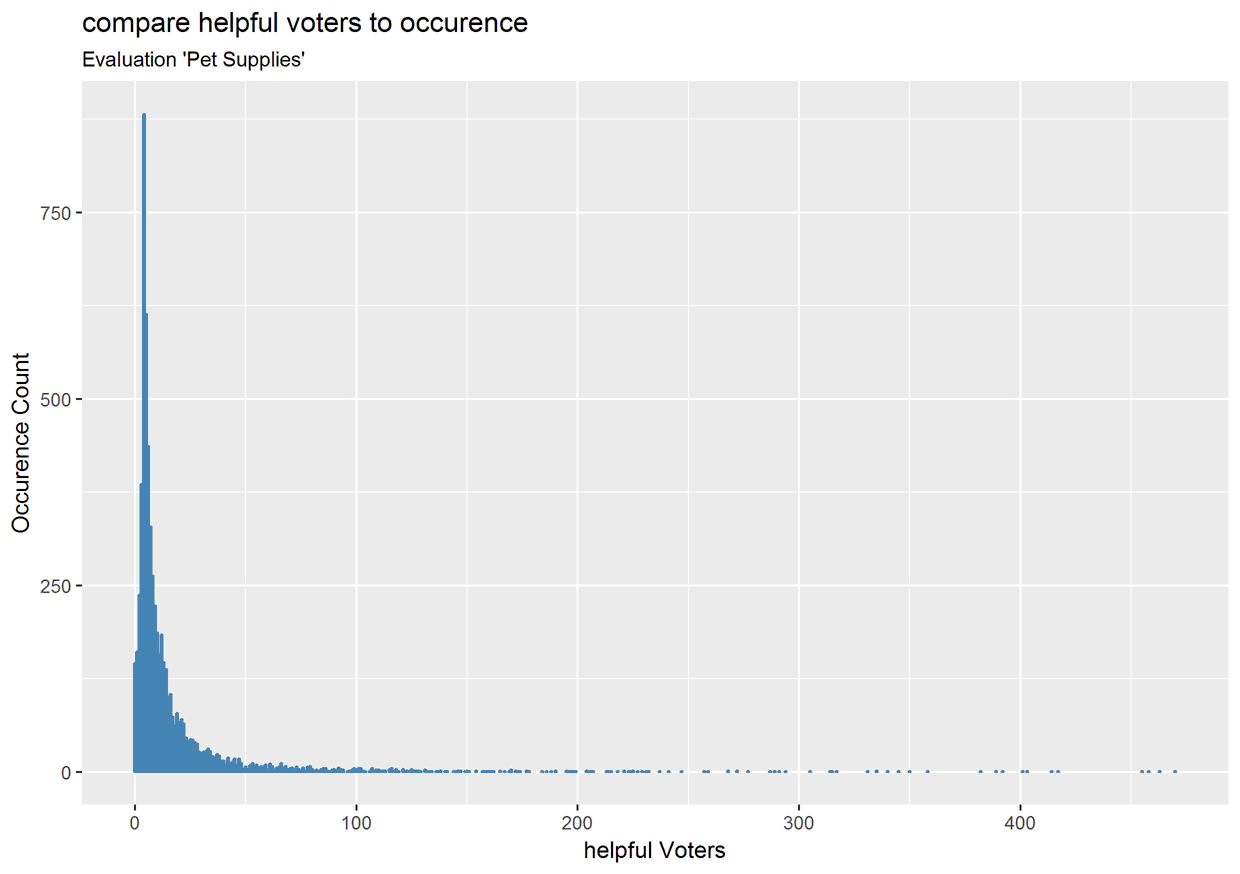 compare helpful voters to occurence
Evaluation 'Pet Supplies'
Occurence Count
750
500
250
0
0 100 200 300 400
helpful Voters